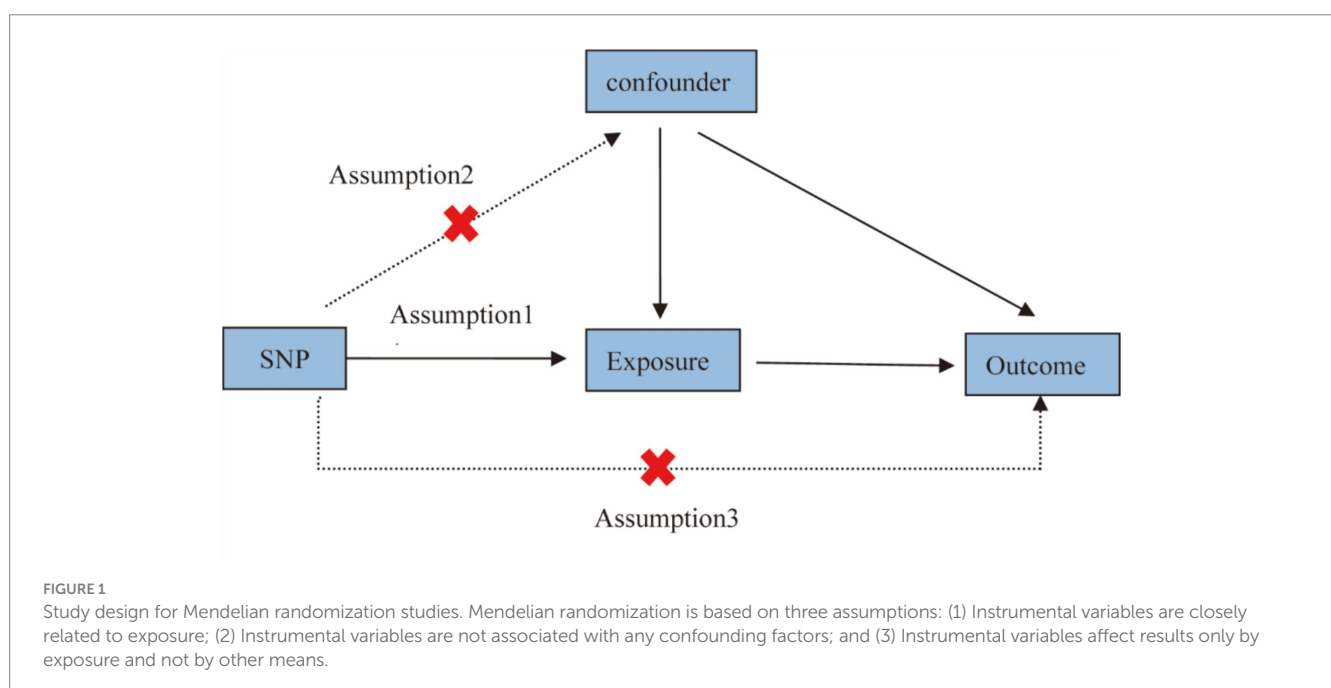 confounder
Assumption2
Assumption1
SNP
Exposure
Outcome
Assumption3
FIGURE 1
Study design for Mendelian randomization studies. Mendelian randomization is based on three assumptions: (1) Instrumental variables are closely
related to exposure; (2) Instrumental variables are not associated with any confounding factors; and (3) Instrumental variables affect results only by
exposure and not by other means.